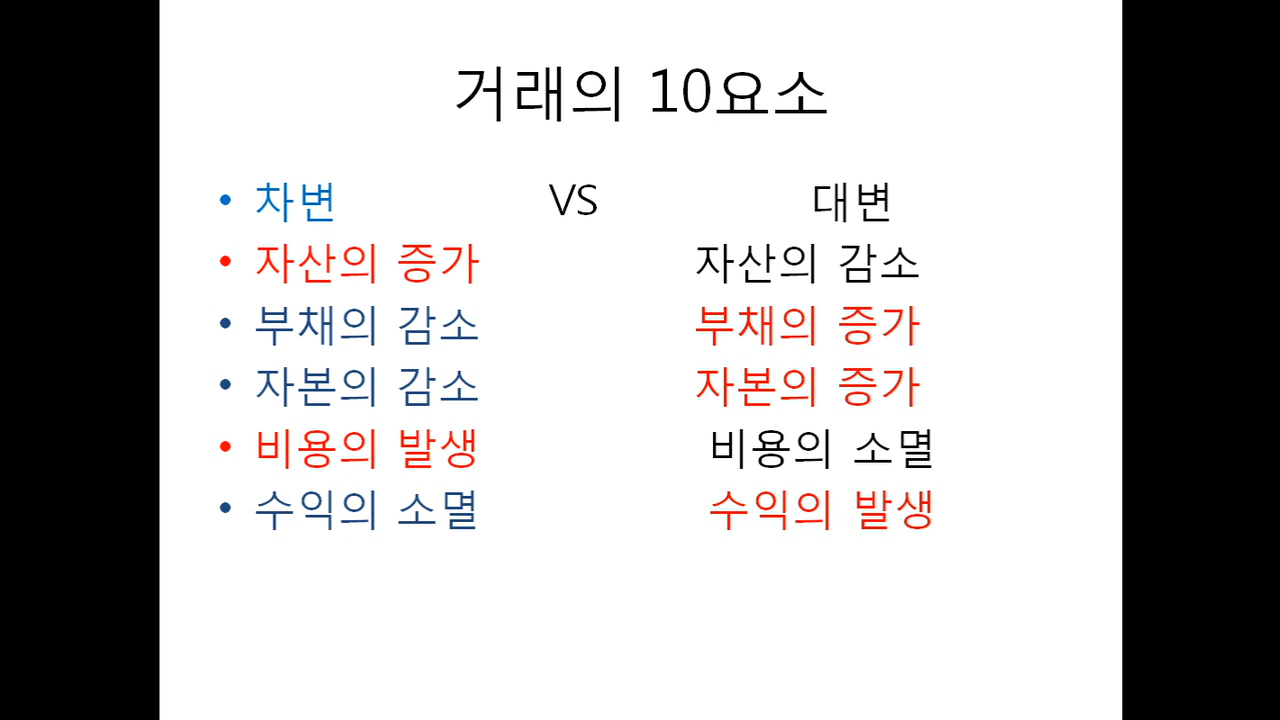 거래의 10요소
• 차변 VS 대변
• 자산의 증가 자산의 감소
• 부채의 감소 부채의 증가
• 자본의 감소 자본의 증가
• 비용의 발생 비용의 소멸
• 수익의 소멸 수익의 발생